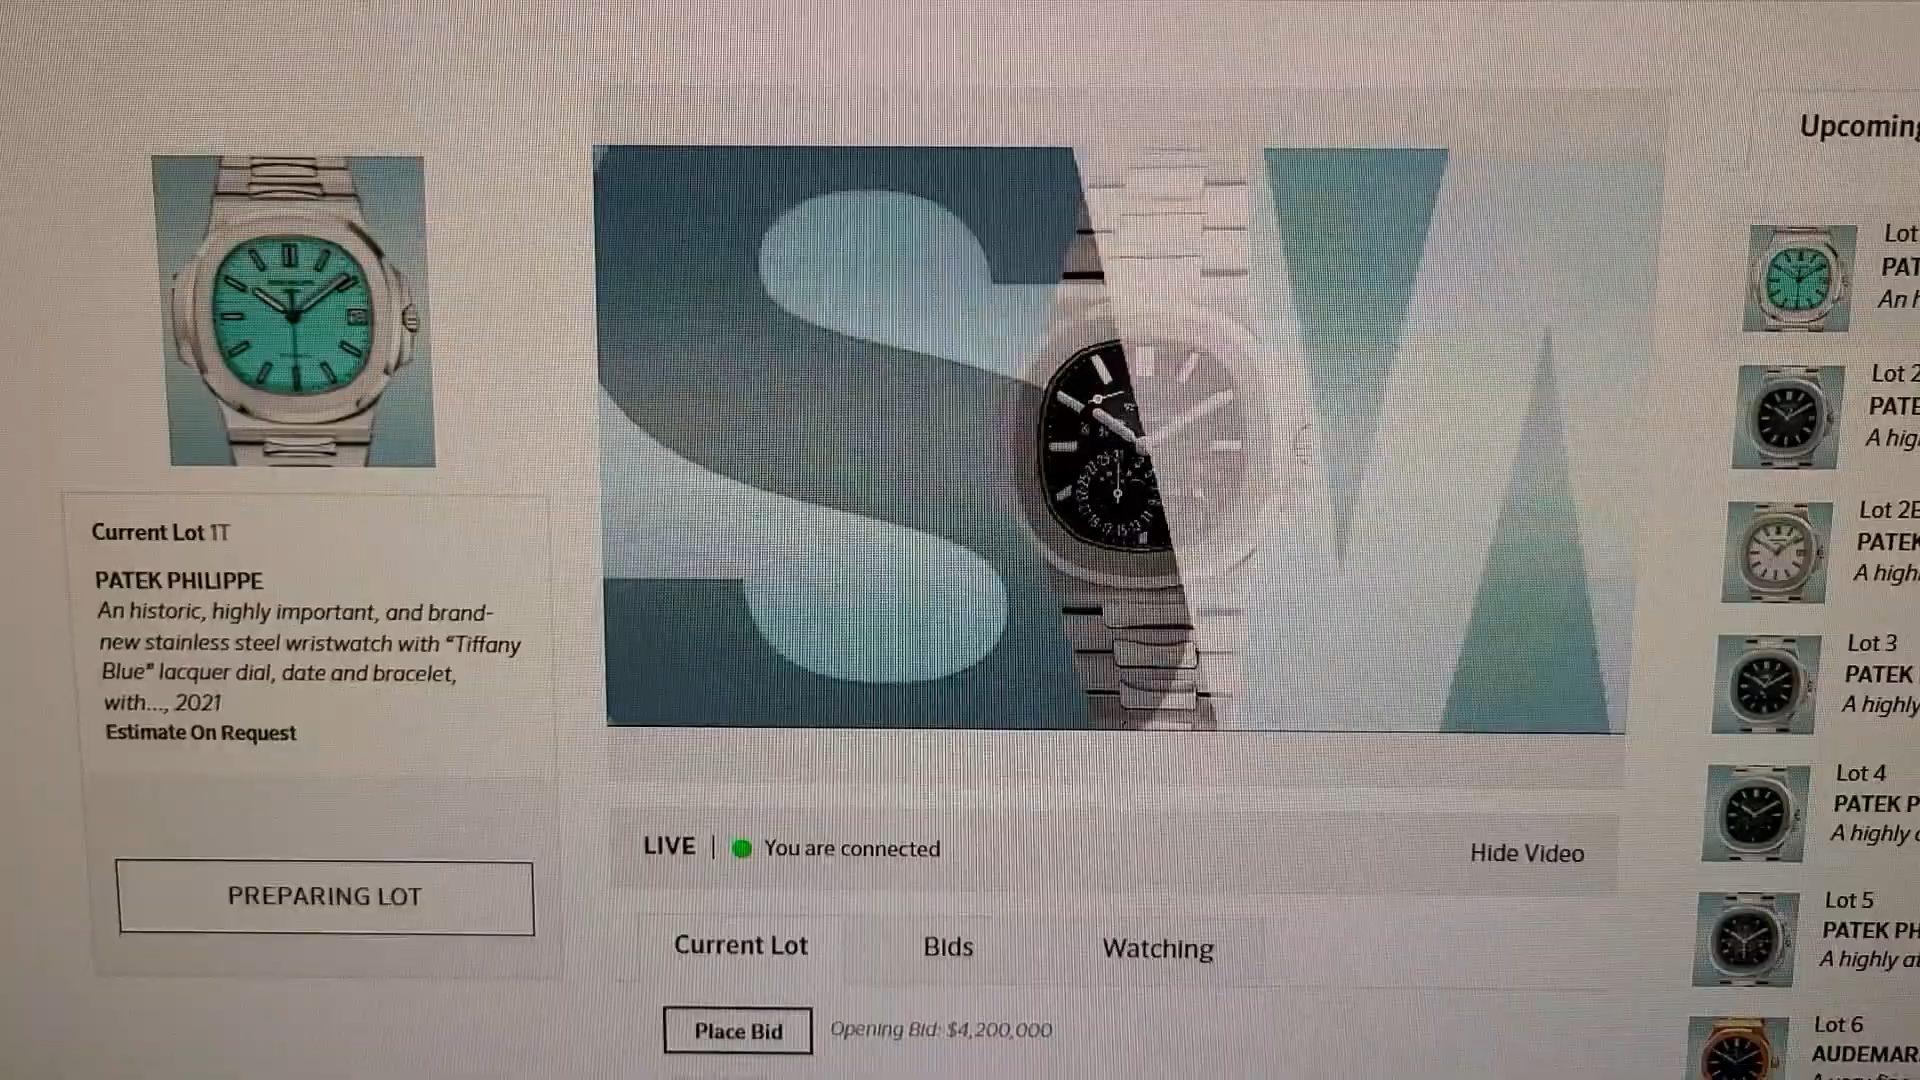 Current Lot 1T
PATEK PHILIPPE
An historic, highly important, and brand-
new stainless steel wristwatch with “Tiffany
Blue” lacquer dial, date and bracelet,
with..., 2021
Estimate On Request
PREPARING LOT
LIVE | You are connected
Hide Video
Current Lot
Bids
Watching
Place Bid
Opening Bid: $4,200,000
Upcoming
Lot
PAT
An h
Lot 2
PATE
A hig
Lot 2E
PATEK
A high
Lot 3
PATEK
A highly
Lot 4
PATEK P
A highly
Lot 5
PATEK PH
A highly at
Lot 6
AUDEMAR